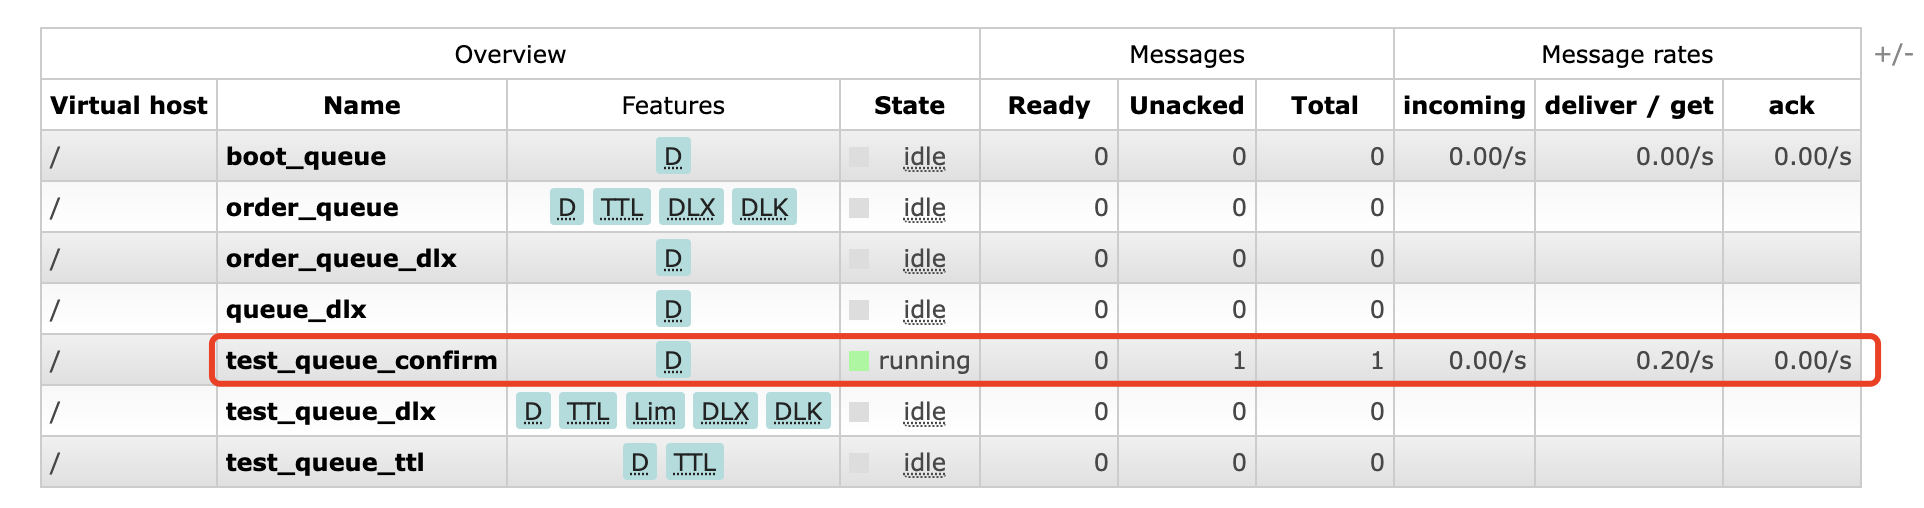 Overview Messages Message rates +/-
Virtual host Name Features State Ready Unacked Total incoming deliver / get ack
/ boot_queue D idle 0 0 0 0.00/s 0.00/s 0.00/s
/ order_queue D TTL DLX DLK idle 0 0 0
/ order_queue_dlx D idle 0 0 0
/ queue_dlx D idle 0 0 0
/ test_queue_confirm D running 0 1 1 0.00/s 0.20/s 0.00/s
/ test_queue_dlx D TTL Lim DLX DLK idle 0 0 0
/ test_queue_ttl D TTL idle 0 0 0